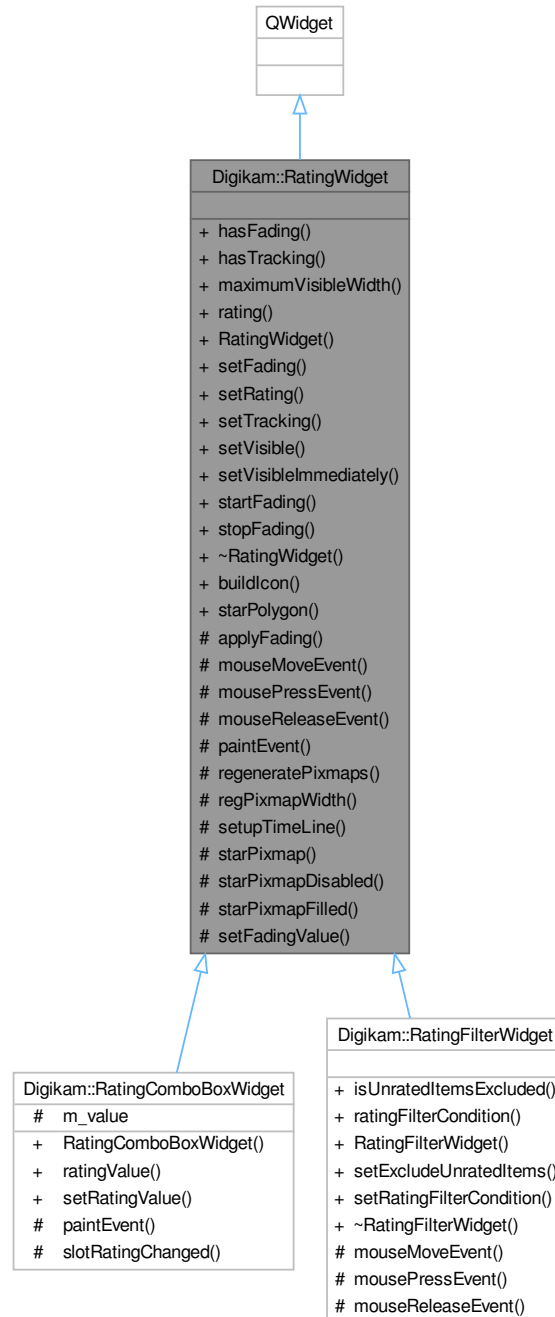 QWidget
Digikam::RatingWidget
+ hasFading()
+ hasTracking()
+ maximumVisibleWidth()
+ rating()
+ RatingWidget()
+ setFading()
+ setRating()
+ setTracking()
+ setVisible()
+ setVisibleImmediately()
+ startFading()
+ stopFading()
+ ~RatingWidget()
+ buildIcon()
+ starPolygon()
# applyFading()
# mouseMoveEvent()
# mousePressEvent()
# mouseReleaseEvent()
# paintEvent()
# regeneratePixmaps()
# regPixmapWidth()
# setupTimeLine()
# starPixmap()
# starPixmapDisabled()
# starPixmapFilled()
# setFadingValue()
Digikam::RatingComboBoxWidget
# m_value
+ RatingComboBoxWidget()
+ ratingValue()
+ setRatingValue()
# paintEvent()
# slotRatingChanged()
Digikam::RatingFilterWidget
+ isUnratedItemsExcluded()
+ ratingFilterCondition()
+ RatingFilterWidget()
+ setExcludeUnratedItems()
+ setRatingFilterCondition()
+ ~RatingFilterWidget()
# mouseMoveEvent()
# mousePressEvent()
# mouseReleaseEvent()